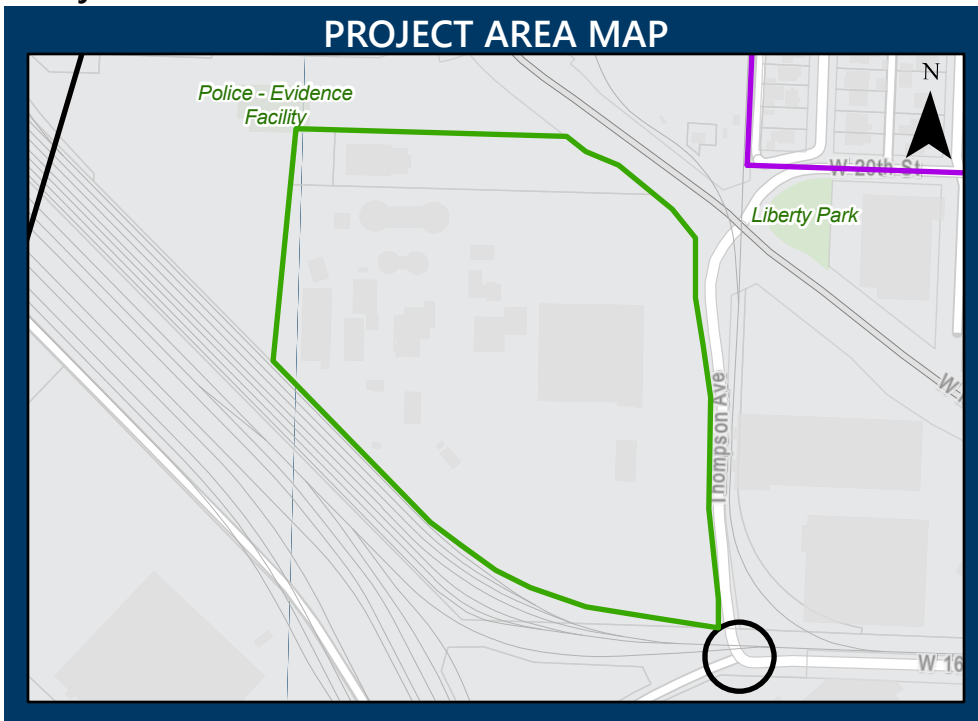 PROJECT AREA MAP
N
Police - Evidence
Facility
W 20th St
Liberty Park
Thompson Ave
W 16